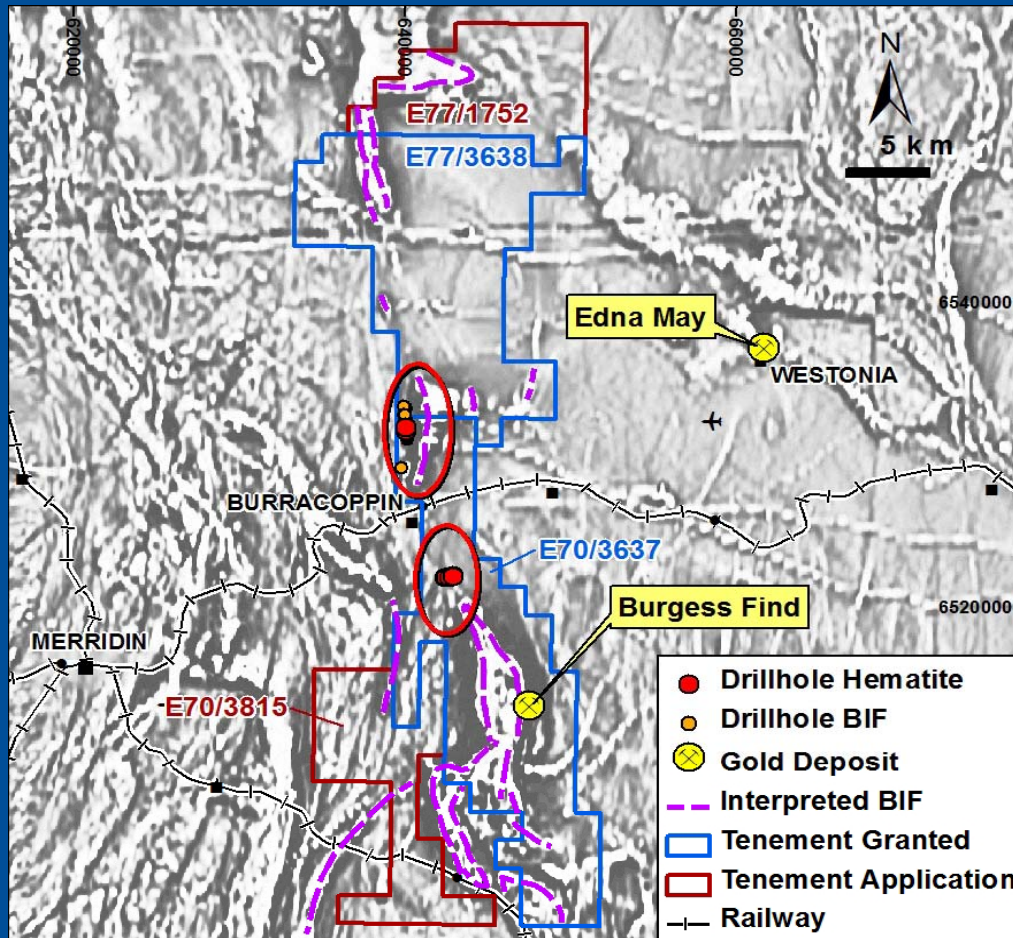 620000
640000
660000
N
5 km
E77/1752
E77/3638
6540000
Edna May
WESTONIA
BURRACOPPIN
E70/3637
6520000
Burgess Find
MERRIDIN
E70/3815
Drillhole Hematite
Drillhole BIF
Gold Deposit
Interpreted BIF
Tenement Granted
Tenement Application
Railway